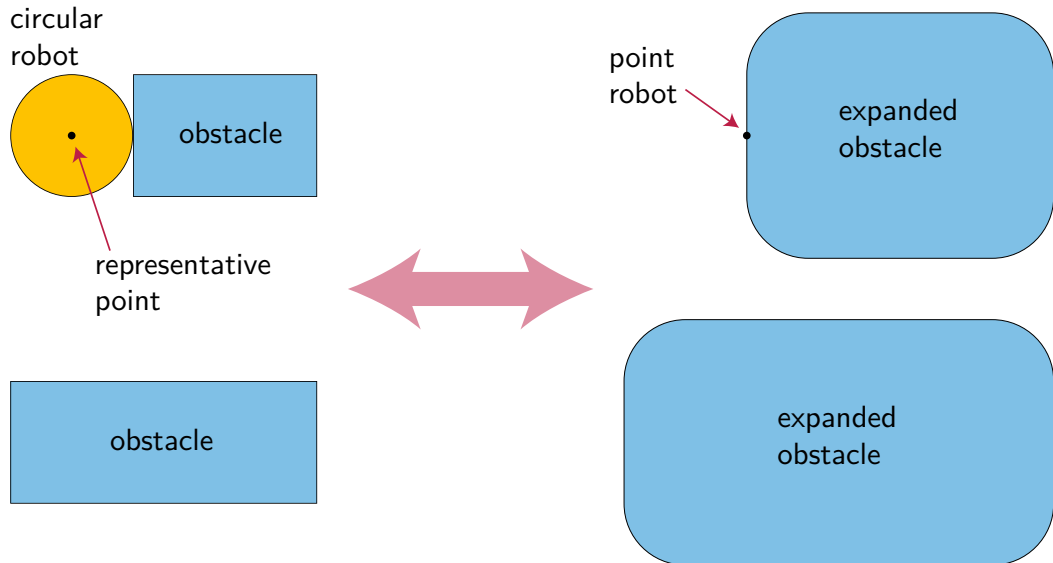 circular
robot
obstacle
representative
point
obstacle
point
robot
expanded
obstacle
expanded
obstacle